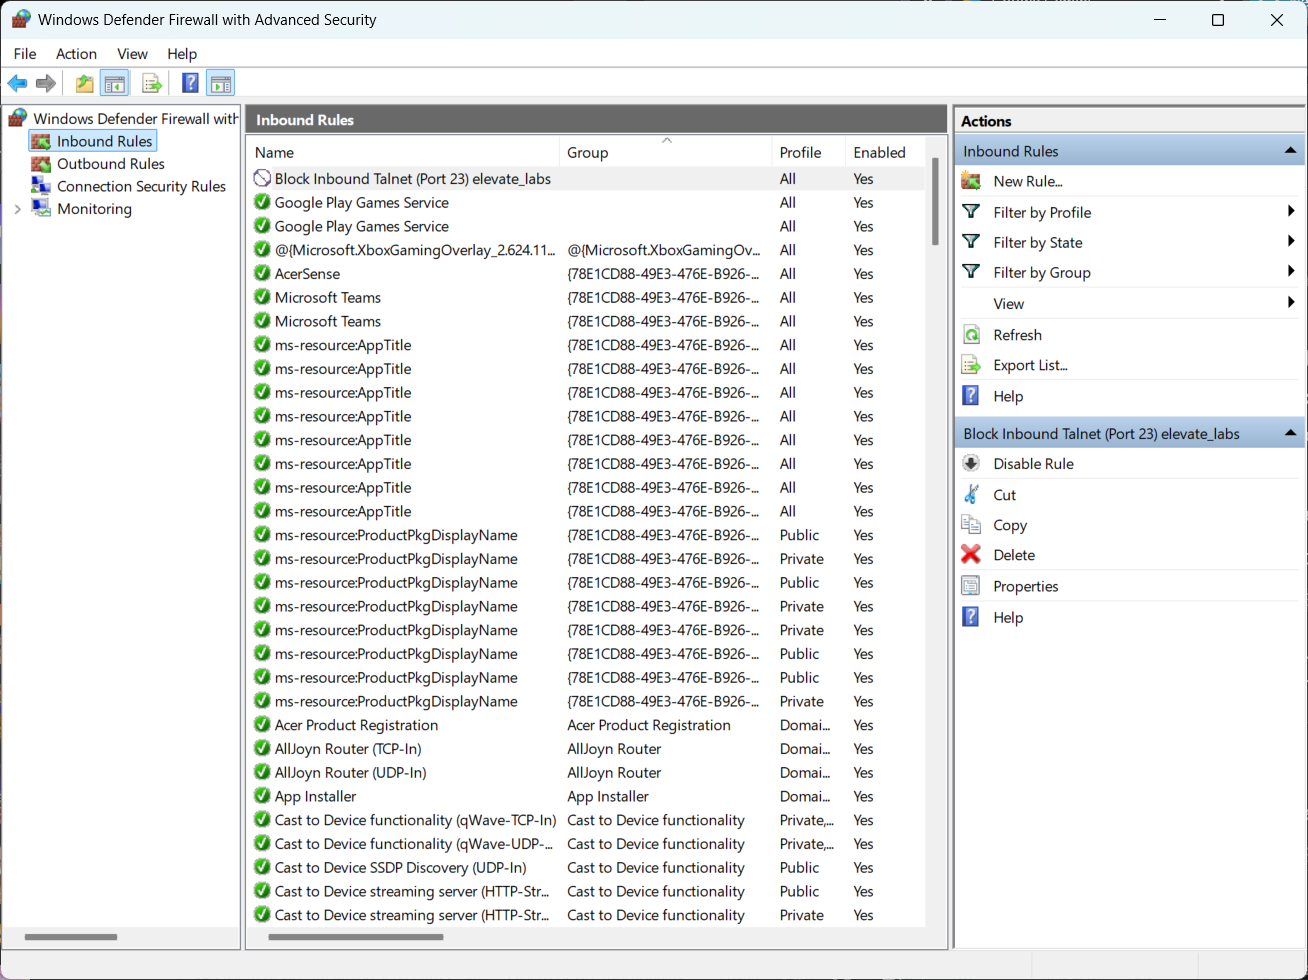 Windows Defender Firewall with Advanced Security
File Action View Help
Windows Defender Firewall with
Inbound Rules
Outbound Rules
Connection Security Rules
Monitoring
Inbound Rules
Name Group Profile Enabled
Block Inbound Talnet (Port 23) elevate_labs All Yes
Google Play Games Service All Yes
Google Play Games Service All Yes
@{Microsoft.XboxGamingOverlay_2.624.11... @{Microsoft.XboxGamingOv... All Yes
AcerSense {78E1CD88-49E3-476E-B926-... All Yes
Microsoft Teams {78E1CD88-49E3-476E-B926-... All Yes
Microsoft Teams {78E1CD88-49E3-476E-B926-... All Yes
ms-resource:AppTitle {78E1CD88-49E3-476E-B926-... All Yes
ms-resource:AppTitle {78E1CD88-49E3-476E-B926-... All Yes
ms-resource:AppTitle {78E1CD88-49E3-476E-B926-... All Yes
ms-resource:AppTitle {78E1CD88-49E3-476E-B926-... All Yes
ms-resource:AppTitle {78E1CD88-49E3-476E-B926-... All Yes
ms-resource:AppTitle {78E1CD88-49E3-476E-B926-... All Yes
ms-resource:AppTitle {78E1CD88-49E3-476E-B926-... All Yes
ms-resource:AppTitle {78E1CD88-49E3-476E-B926-... All Yes
ms-resource:ProductPkgDisplayName {78E1CD88-49E3-476E-B926-... Public Yes
ms-resource:ProductPkgDisplayName {78E1CD88-49E3-476E-B926-... Private Yes
ms-resource:ProductPkgDisplayName {78E1CD88-49E3-476E-B926-... Public Yes
ms-resource:ProductPkgDisplayName {78E1CD88-49E3-476E-B926-... Private Yes
ms-resource:ProductPkgDisplayName {78E1CD88-49E3-476E-B926-... Private Yes
ms-resource:ProductPkgDisplayName {78E1CD88-49E3-476E-B926-... Public Yes
ms-resource:ProductPkgDisplayName {78E1CD88-49E3-476E-B926-... Public Yes
ms-resource:ProductPkgDisplayName {78E1CD88-49E3-476E-B926-... Private Yes
Acer Product Registration Acer Product Registration Domai... Yes
AllJoyn Router (TCP-In) AllJoyn Router Domai... Yes
AllJoyn Router (UDP-In) AllJoyn Router Domai... Yes
App Installer App Installer Domai... Yes
Cast to Device functionality (qWave-TCP-In) Cast to Device functionality Private,... Yes
Cast to Device functionality (qWave-UDP-... Cast to Device functionality Private,... Yes
Cast to Device SSDP Discovery (UDP-In) Cast to Device functionality Public Yes
Cast to Device streaming server (HTTP-Str... Cast to Device functionality Public Yes
Cast to Device streaming server (HTTP-Str... Cast to Device functionality Private Yes
Actions
Inbound Rules
New Rule...
Filter by Profile
Filter by State
Filter by Group
View
Refresh
Export List...
Help
Block Inbound Talnet (Port 23) elevate_labs
Disable Rule
Cut
Copy
Delete
Properties
Help